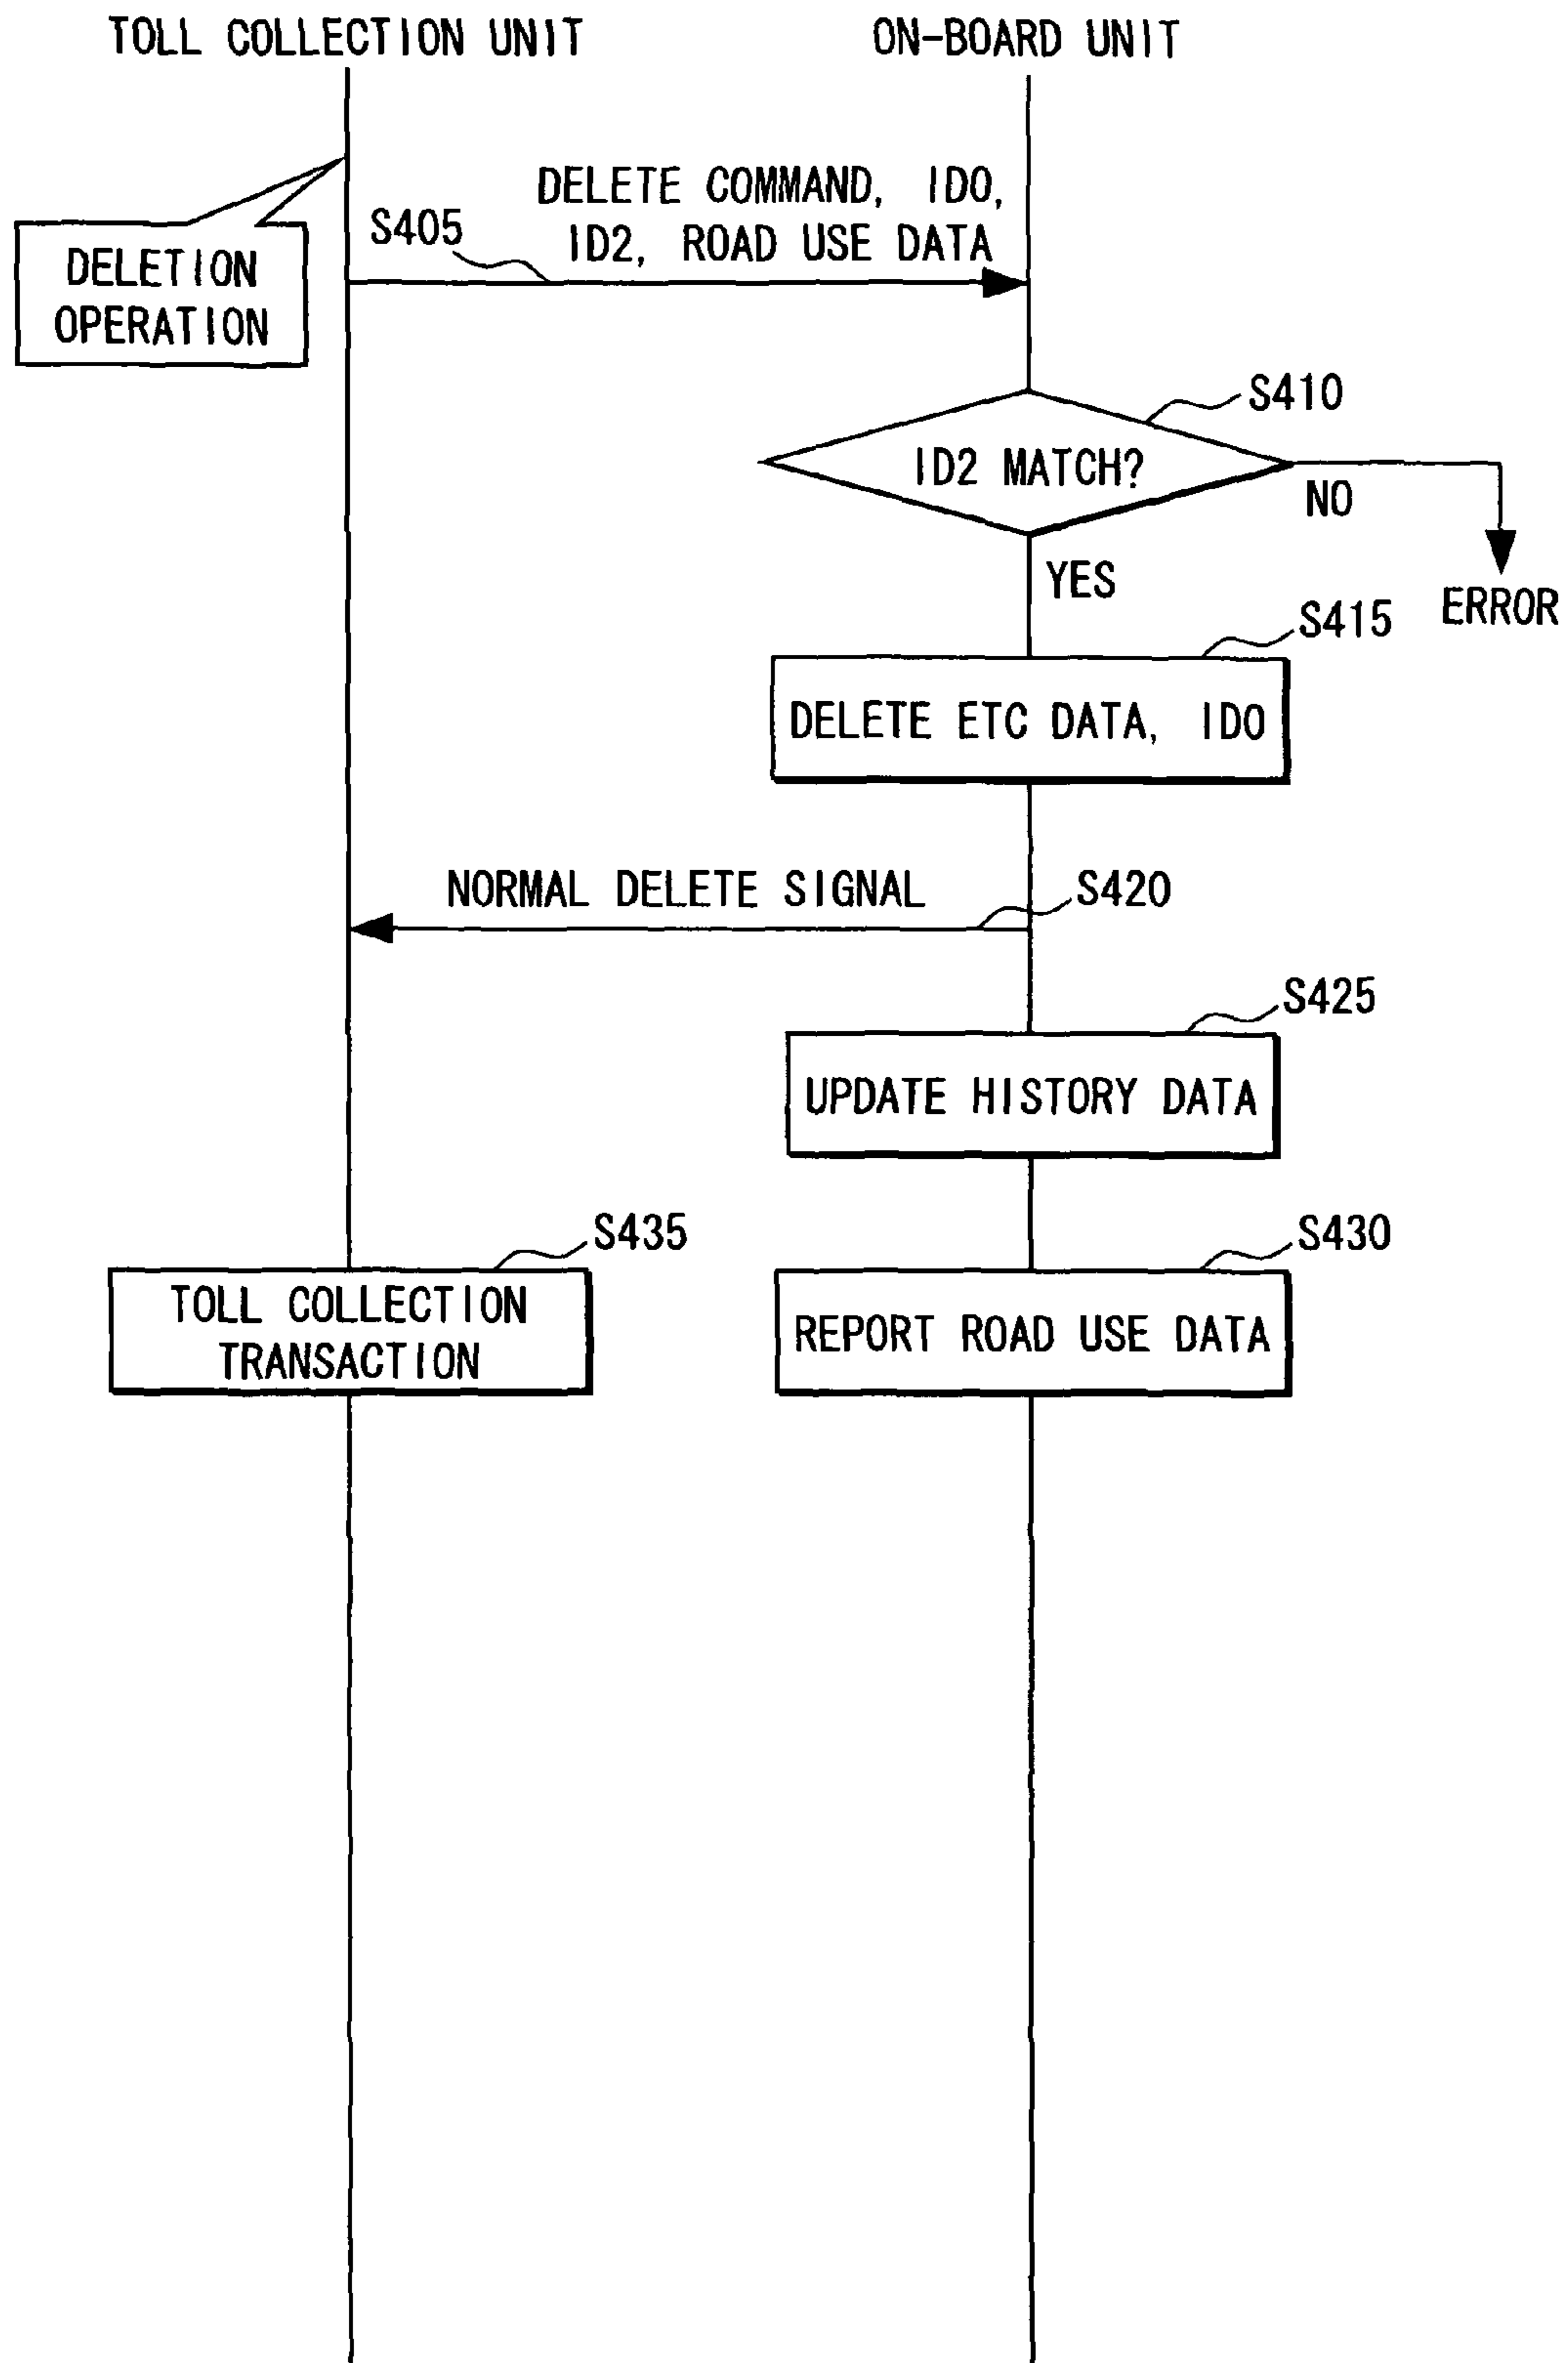 TOLL COLLECTION UNIT
ON-BOARD UNIT
DELETE COMMAND, ID0,
ID2, ROAD USE DATA
S405
DELETION
OPERATION
S410
ID2 MATCH?
NO
YES
ERROR
S415
DELETE ETC DATA, ID0
NORMAL DELETE SIGNAL
S420
S425
UPDATE HISTORY DATA
S435
S430
TOLL COLLECTION
TRANSACTION
REPORT ROAD USE DATA